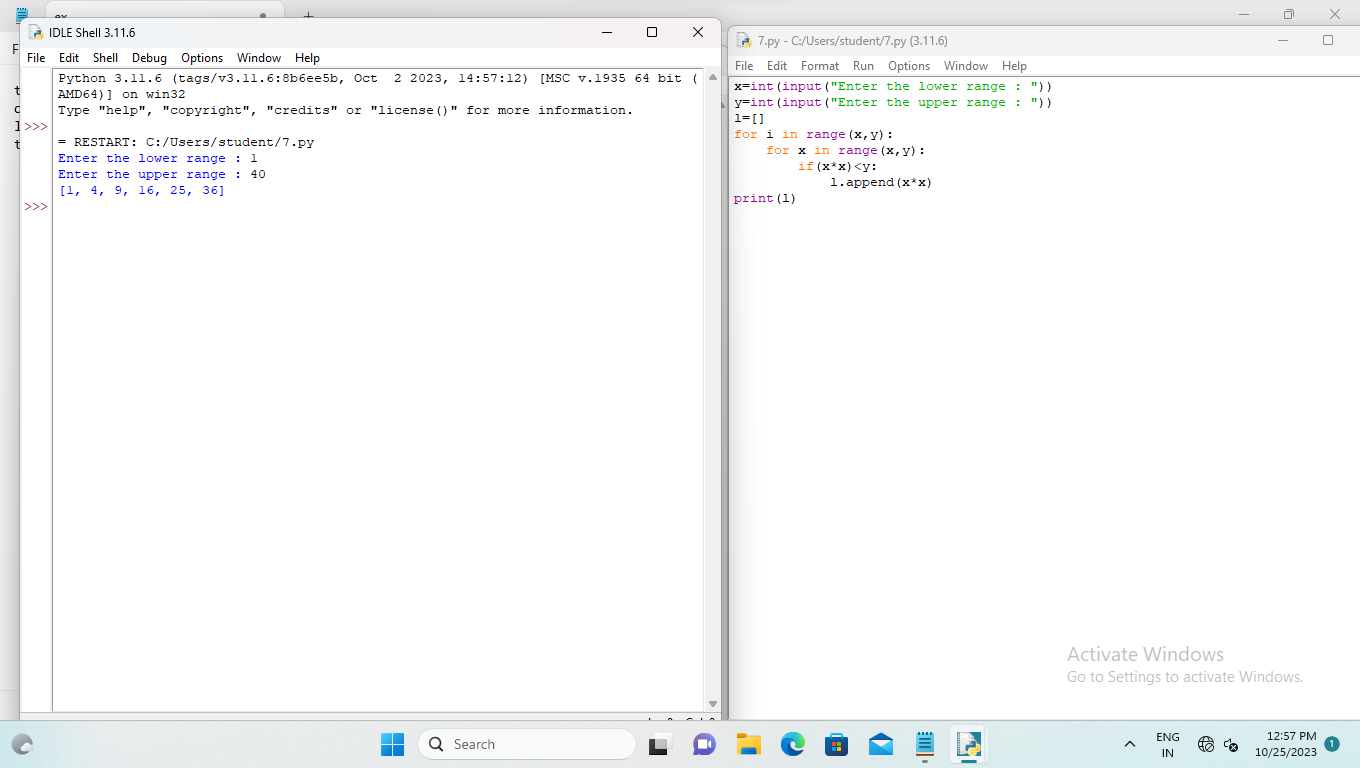 IDLE Shell 3.11.6
File Edit Shell Debug Options Window Help
Python 3.11.6 (tags/v3.11.6:8b6ee5b, Oct  2 2023, 14:57:12) [MSC v.1935 64 bit (
AMD64)] on win32
Type "help", "copyright", "credits" or "license()" for more information.
>>>
= RESTART: C:/Users/student/7.py
Enter the lower range : 1
Enter the upper range : 40
[1, 4, 9, 16, 25, 36]
>>>
7.py - C:/Users/student/7.py (3.11.6)
File Edit Format Run Options Window Help
x=int(input("Enter the lower range : "))
y=int(input("Enter the upper range : "))
l=[]
for i in range(x,y):
    for x in range(x,y):
        if(x*x)<y:
            l.append(x*x)
print(l)
Activate Windows
Go to Settings to activate Windows.
Search
ENG
IN
12:57 PM
10/25/2023
1